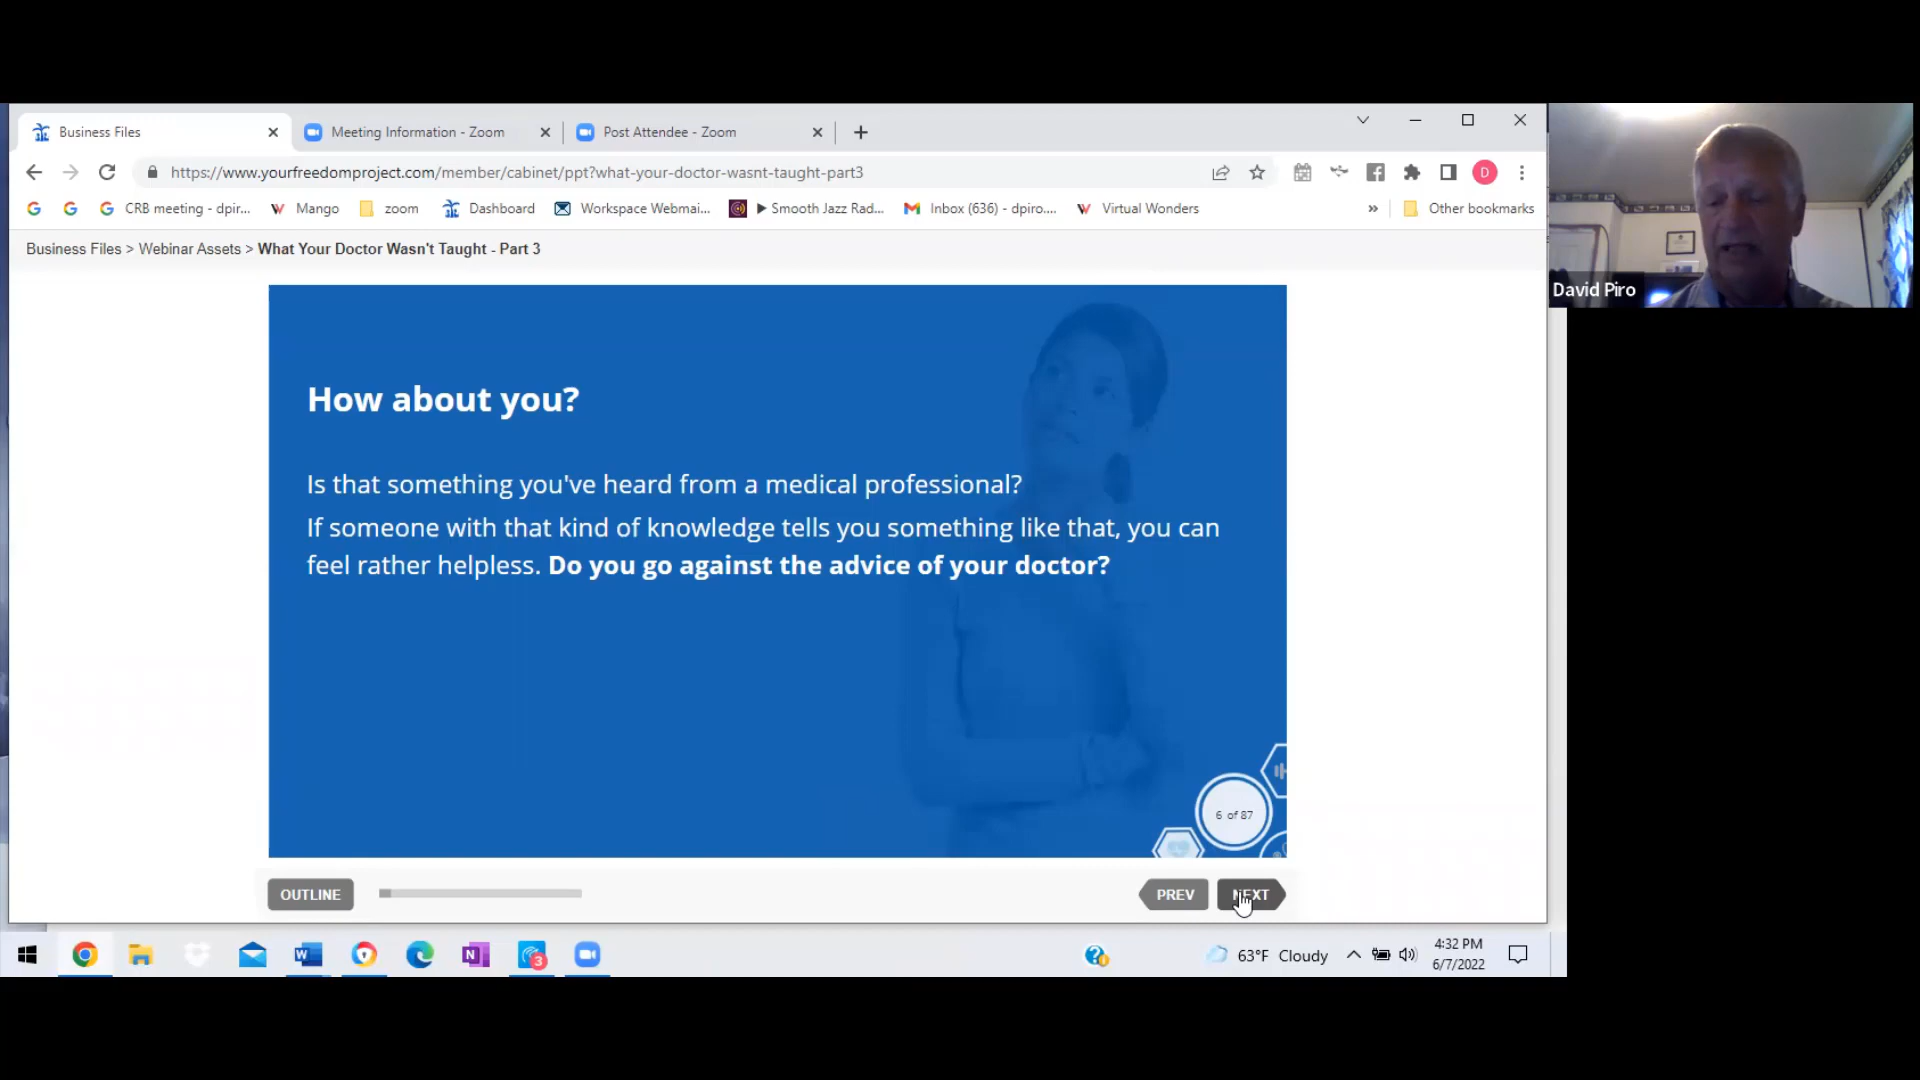 Business Files
Meeting Information - Zoom
Post Attendee - Zoom
https://www.yourfreedomproject.com/member/cabinet/ppt?what-your-doctor-wasnt-taught-part3
D
CRB meeting - dpir...
Mango
zoom
Dashboard
Workspace Webmai...
Smooth Jazz Rad...
Inbox (636) - dpiro....
Virtual Wonders
»
Other bookmarks
Business Files > Webinar Assets > What Your Doctor Wasn't Taught - Part 3
David Piro
How about you?
Is that something you've heard from a medical professional?
If someone with that kind of knowledge tells you something like that, you can
feel rather helpless. Do you go against the advice of your doctor?
6 of 87
OUTLINE
PREV
NEXT
3
63°F Cloudy
4:32 PM
6/7/2022